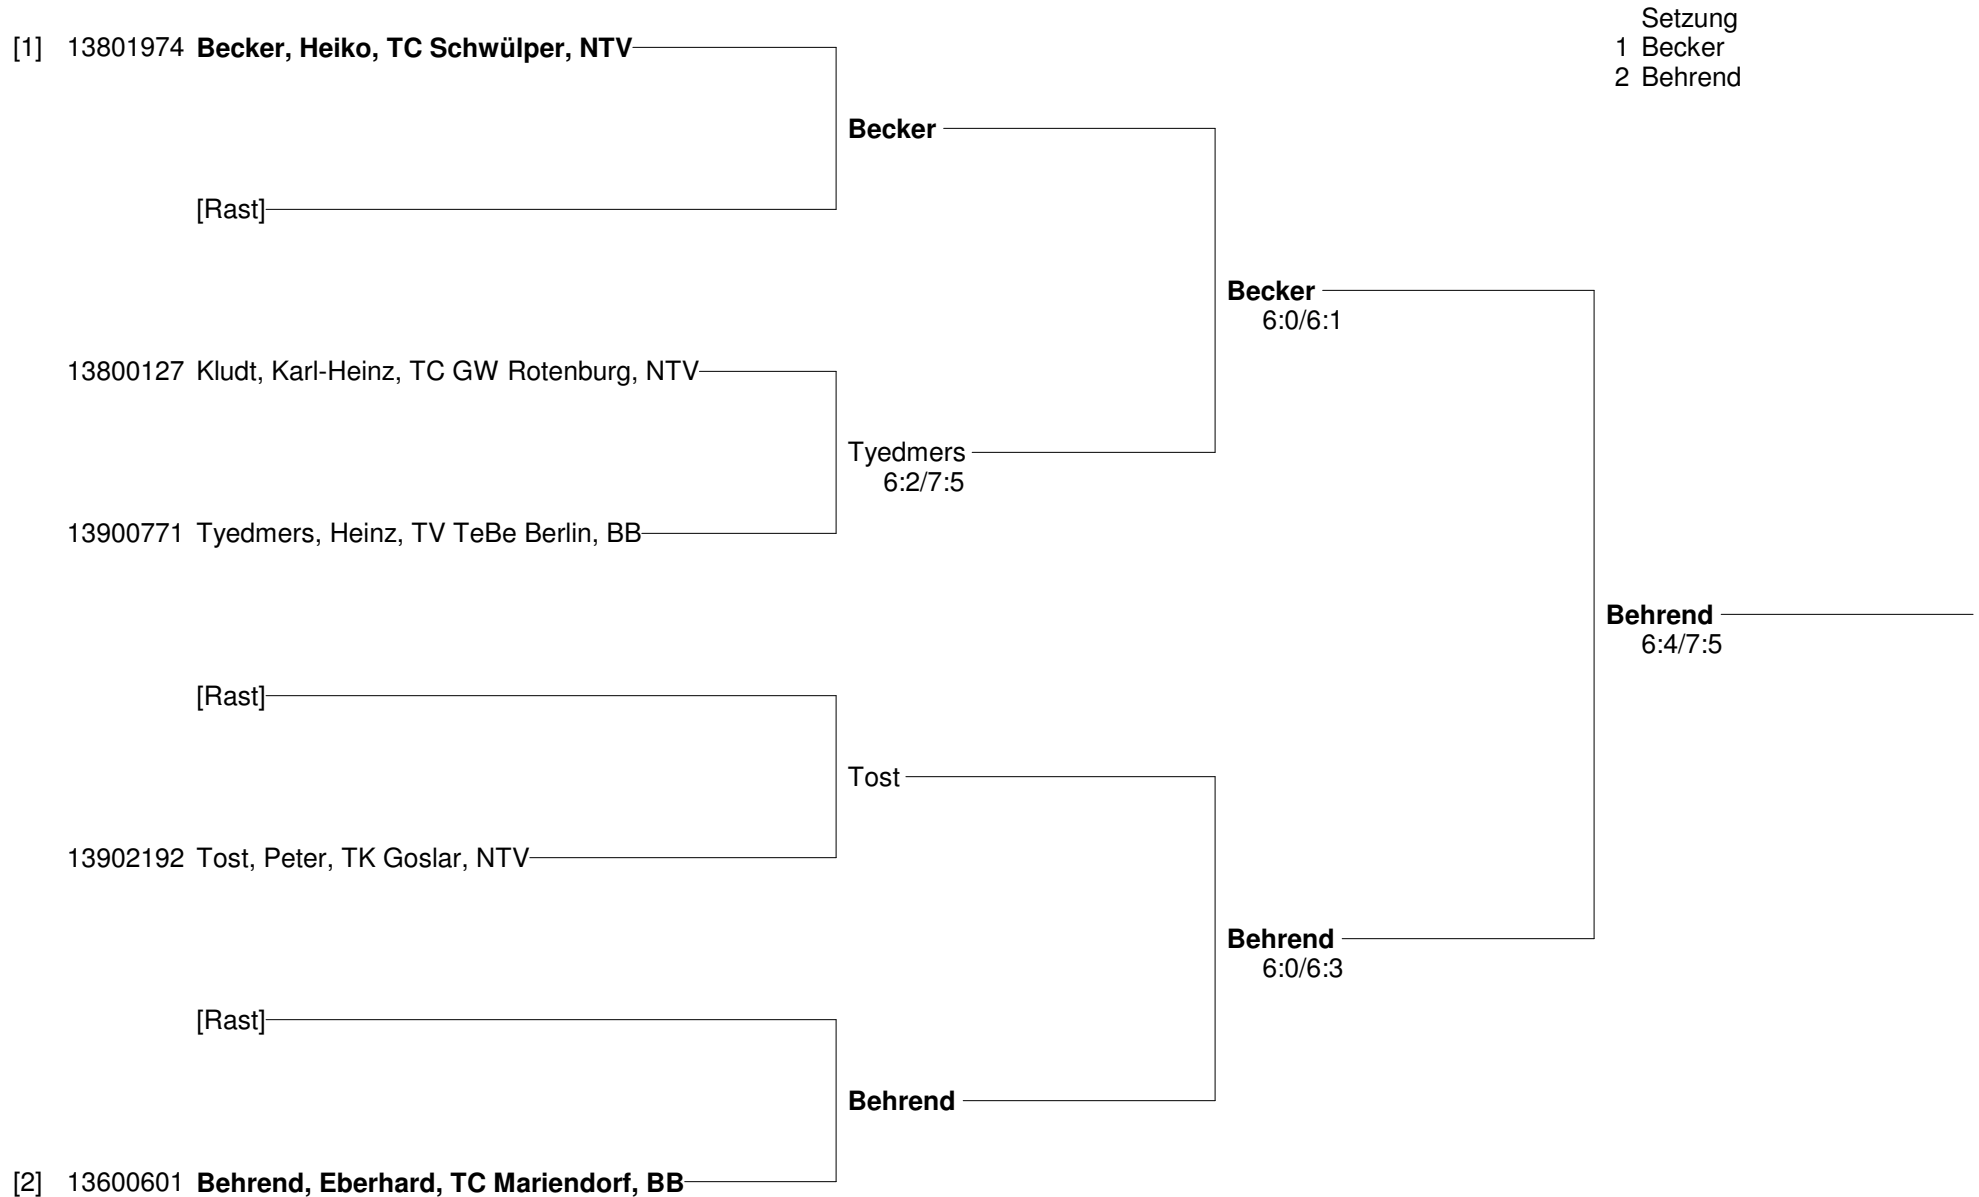 Setzung
1 Becker
2 Behrend
[1] 13801974 Becker, Heiko, TC Schwülper, NTV
Becker
[Rast]
Becker
6:0/6:1
13800127 Kludt, Karl-Heinz, TC GW Rotenburg, NTV
Tyedmers
6:2/7:5
13900771 Tyedmers, Heinz, TV TeBe Berlin, BB
Behrend
6:4/7:5
[Rast]
Tost
13902192 Tost, Peter, TK Goslar, NTV
Behrend
6:0/6:3
[Rast]
Behrend
[2] 13600601 Behrend, Eberhard, TC Mariendorf, BB